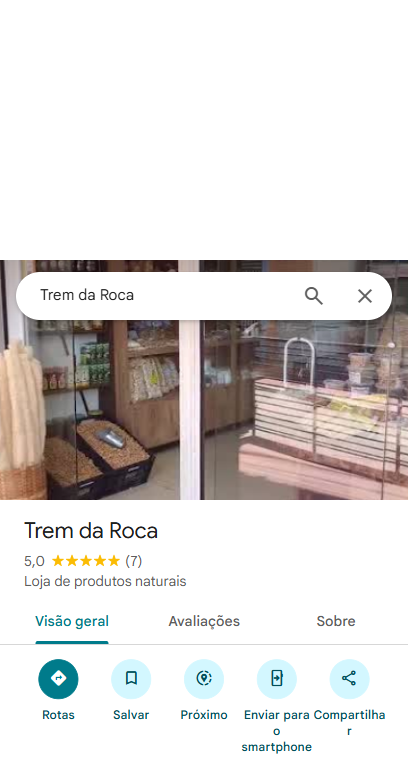 Trem da Roca
Trem da Roca
5,0 ★★★★★ (7)
Loja de produtos naturais
Visão geral Avaliações Sobre
Rotas Salvar Próximo Enviar para o smartphone Compartilhar